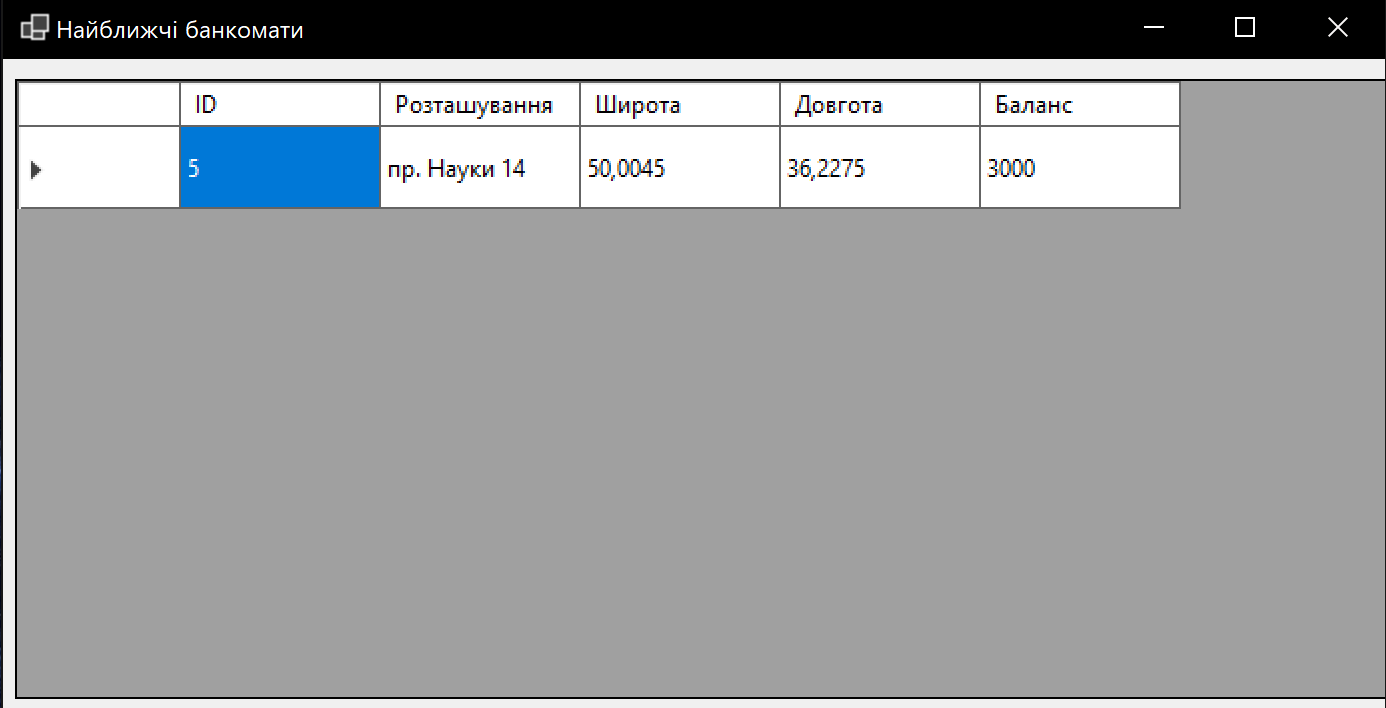 Найближчі банкомати
ID Розташування Широта Довгота Баланс
5 пр. Науки 14 50,0045 36,2275 3000